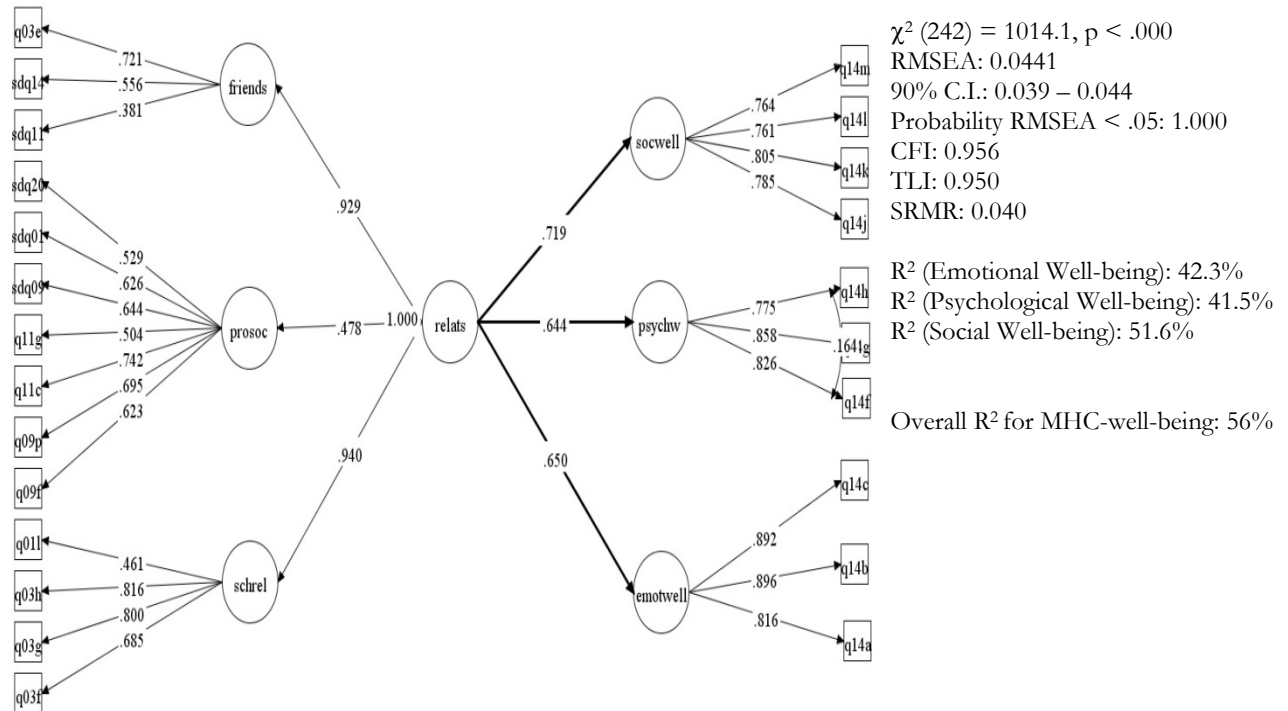 q03e
sdq14
sdq11
sdq20
sdq01
sdq09
q11g
q11c
q09p
q09f
q01l
q03h
q03g
q03f
.721
.556
.381
friends
.529
.626
.644
.504
.742
.695
.623
prosoc
.461
.816
.800
.685
schrel
.929
.478
1.000
.940
relats
.719
.644
.650
socwell
psychw
emotwell
.764
.761
.805
.785
.775
.858
.826
.164
.892
.896
.816
q14m
q14l
q14k
q14j
q14h
q14f
q14c
q14b
q14a
χ² (242) = 1014.1, p < .000
RMSEA: 0.0441
90% C.I.: 0.039 – 0.044
Probability RMSEA < .05: 1.000
CFI: 0.956
TLI: 0.950
SRMR: 0.040
R² (Emotional Well-being): 42.3%
R² (Psychological Well-being): 41.5%
R² (Social Well-being): 51.6%
Overall R² for MHC-well-being: 56%